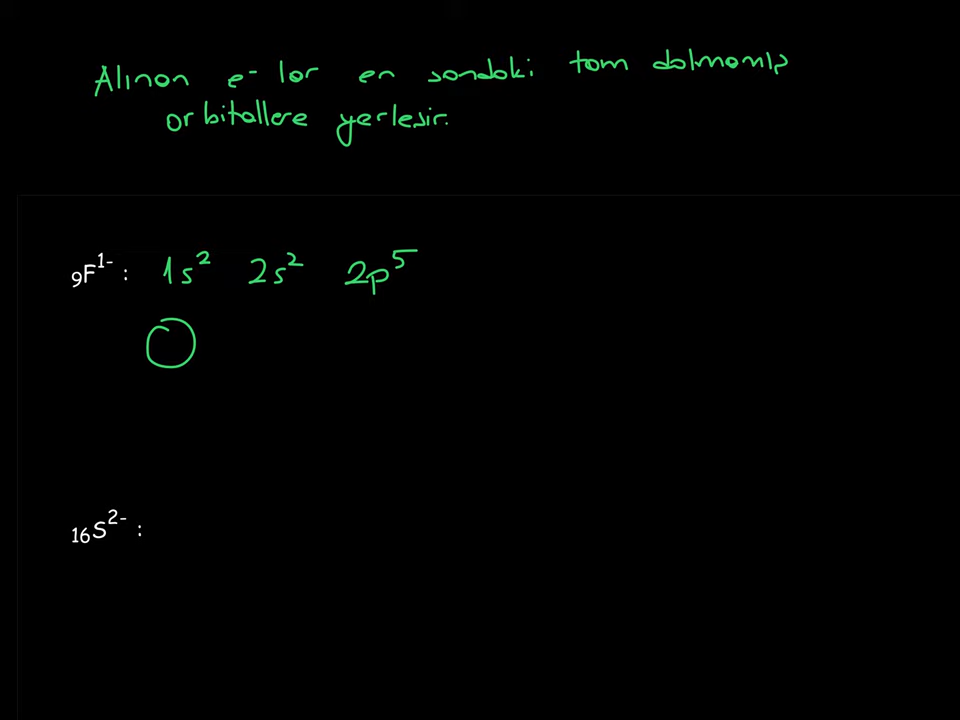 Alınan e⁻ lar en sondaki tam dolmamış
orbitallere yerleşir.
₉F¹⁻ : 1s² 2s² 2p⁵
₁₆S²⁻ :